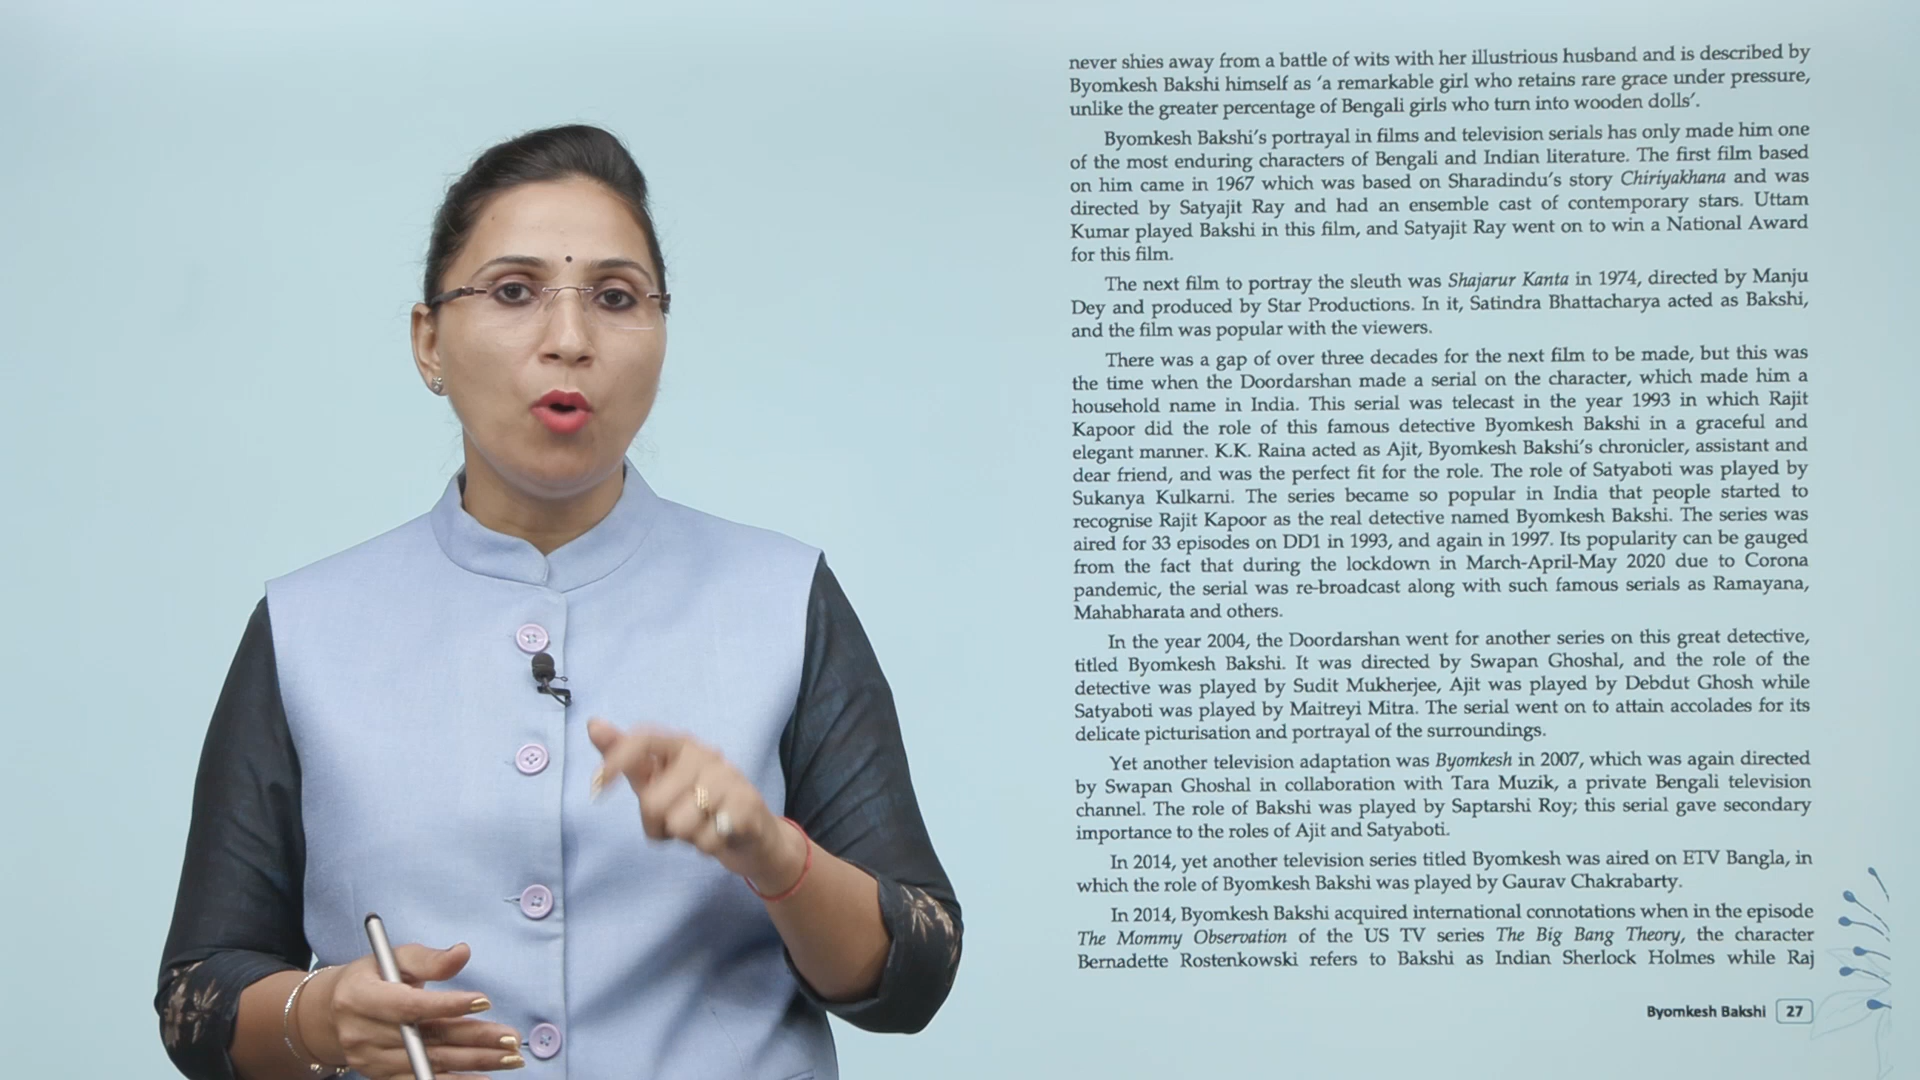 never shies away from a battle of wits with her illustrious husband and is described by
Byomkesh Bakshi himself as ‘a remarkable girl who retains rare grace under pressure,
unlike the greater percentage of Bengali girls who turn into wooden dolls’.
Byomkesh Bakshi’s portrayal in films and television serials has only made him one
of the most enduring characters of Bengali and Indian literature. The first film based
on him came in 1967 which was based on Sharadindu’s story Chiriyakhana and was
directed by Satyajit Ray and had an ensemble cast of contemporary stars. Uttam
Kumar played Bakshi in this film, and Satyajit Ray went on to win a National Award
for this film.
The next film to portray the sleuth was Shajarur Kanta in 1974, directed by Manju
Dey and produced by Star Productions. In it, Satindra Bhattacharya acted as Bakshi,
and the film was popular with the viewers.
There was a gap of over three decades for the next film to be made, but this was
the time when the Doordarshan made a serial on the character, which made him a
household name in India. This serial was telecast in the year 1993 in which Rajit
Kapoor did the role of this famous detective Byomkesh Bakshi in a graceful and
elegant manner. K.K. Raina acted as Ajit, Byomkesh Bakshi’s chronicler, assistant and
dear friend, and was the perfect fit for the role. The role of Satyaboti was played by
Sukanya Kulkarni. The series became so popular in India that people started to
recognise Rajit Kapoor as the real detective named Byomkesh Bakshi. The series was
aired for 33 episodes on DD1 in 1993, and again in 1997. Its popularity can be gauged
from the fact that during the lockdown in March-April-May 2020 due to Corona
pandemic, the serial was re-broadcast along with such famous serials as Ramayana,
Mahabharata and others.
In the year 2004, the Doordarshan went for another series on this great detective,
titled Byomkesh Bakshi. It was directed by Swapan Ghoshal, and the role of the
detective was played by Sudit Mukherjee, Ajit was played by Debdut Ghosh while
Satyaboti was played by Maitreyi Mitra. The serial went on to attain accolades for its
delicate picturisation and portrayal of the surroundings.
Yet another television adaptation was Byomkesh in 2007, which was again directed
by Swapan Ghoshal in collaboration with Tara Muzik, a private Bengali television
channel. The role of Bakshi was played by Saptarshi Roy; this serial gave secondary
importance to the roles of Ajit and Satyaboti.
In 2014, yet another television series titled Byomkesh was aired on ETV Bangla, in
which the role of Byomkesh Bakshi was played by Gaurav Chakrabarty.
In 2014, Byomkesh Bakshi acquired international connotations when in the episode
The Mommy Observation of the US TV series The Big Bang Theory, the character
Bernadette Rostenkowski refers to Bakshi as Indian Sherlock Holmes while Raj
Byomkesh Bakshi 27